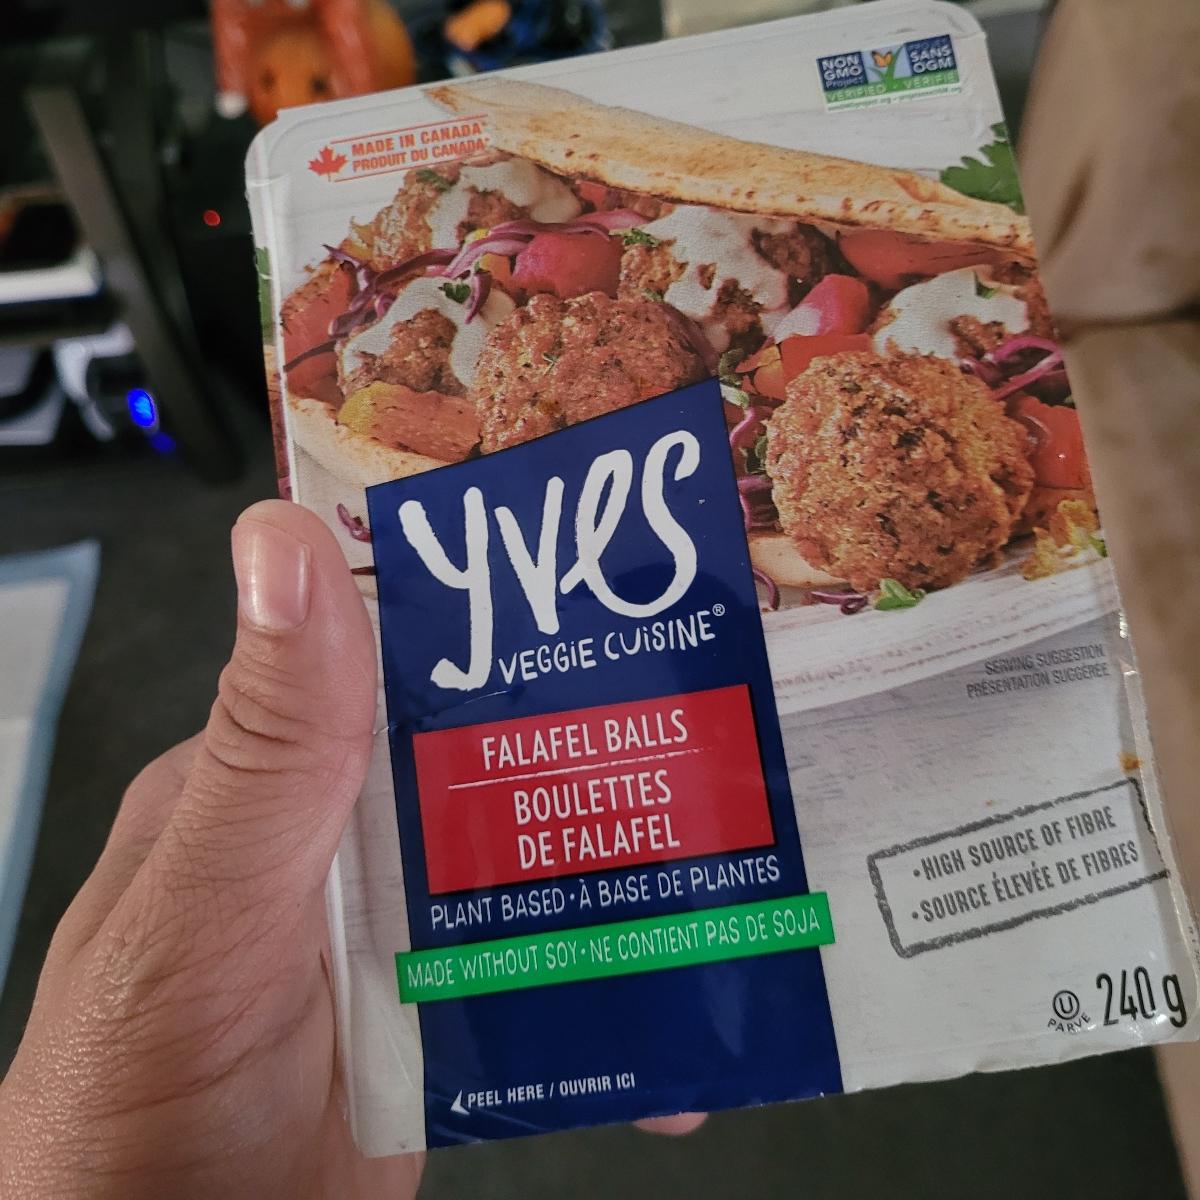 NON
GMO
Project
VERIFIED
SANS
OGM
VÉRIFIÉ
MADE IN CANADA*
PRODUIT DU CANADA*
yves
VEGGIE CUISINE®
SERVING SUGGESTION
PRÉSENTATION SUGGÉRÉE
FALAFEL BALLS
BOULETTES
DE FALAFEL
PLANT BASED • À BASE DE PLANTES
MADE WITHOUT SOY • NE CONTIENT PAS DE SOJA
• HIGH SOURCE OF FIBRE
• SOURCE ÉLEVÉE DE FIBRES
U
PARVE
240 g
PEEL HERE / OUVRIR ICI